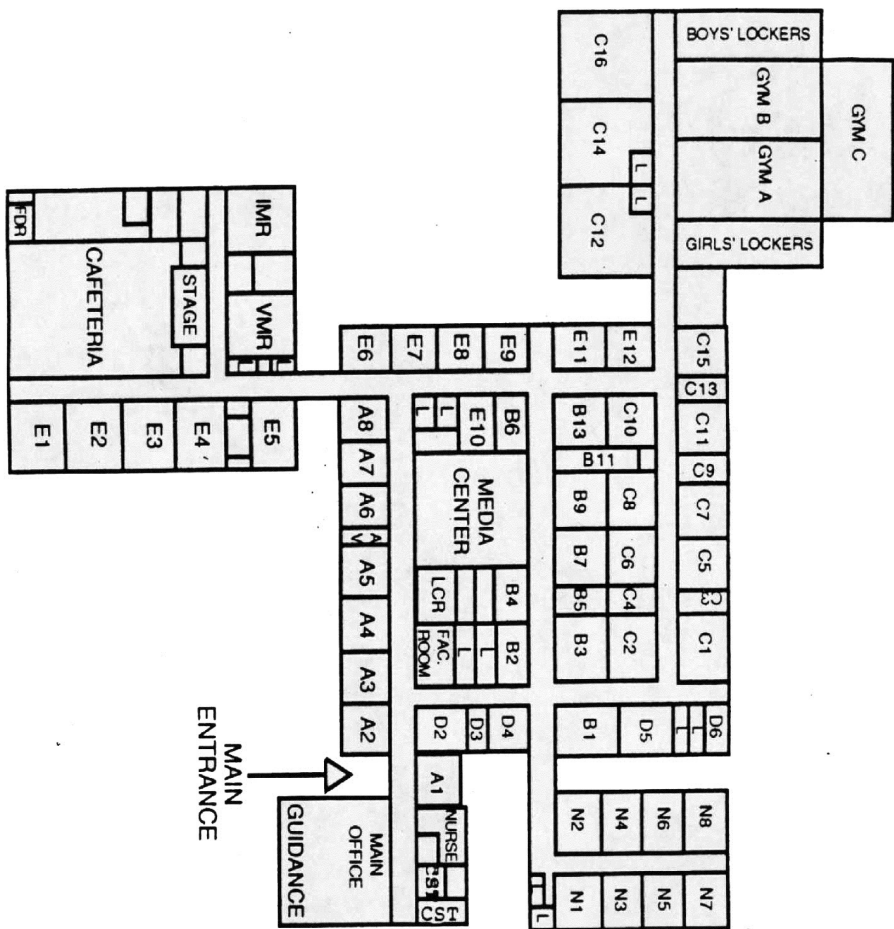 BOYS' LOCKERS
GYM B
GYM A
GYM C
GIRLS' LOCKERS
C16
C14
L
L
C12
FDR
CAFETERIA
STAGE
IMR
VMR
L
L
E6
E7
E8
E9
E11
E12
C15
C13
C11
C9
C7
C5
C3
C1
E1
E2
E3
E4
E5
A8
A7
A6
AV
A5
A4
A3
A2
L
L
E10
B6
MEDIA
CENTER
LCR
B4
FAC.
ROOM
L
L
B2
B13
C10
B11
B9
C8
B7
C6
B5
C4
B3
C2
D2
D3
D4
B1
D5
L
L
D6
MAIN
ENTRANCE
A1
NURSE
CST
CST
MAIN
OFFICE
GUIDANCE
N2
N4
N6
N8
N1
N3
N5
N7
L